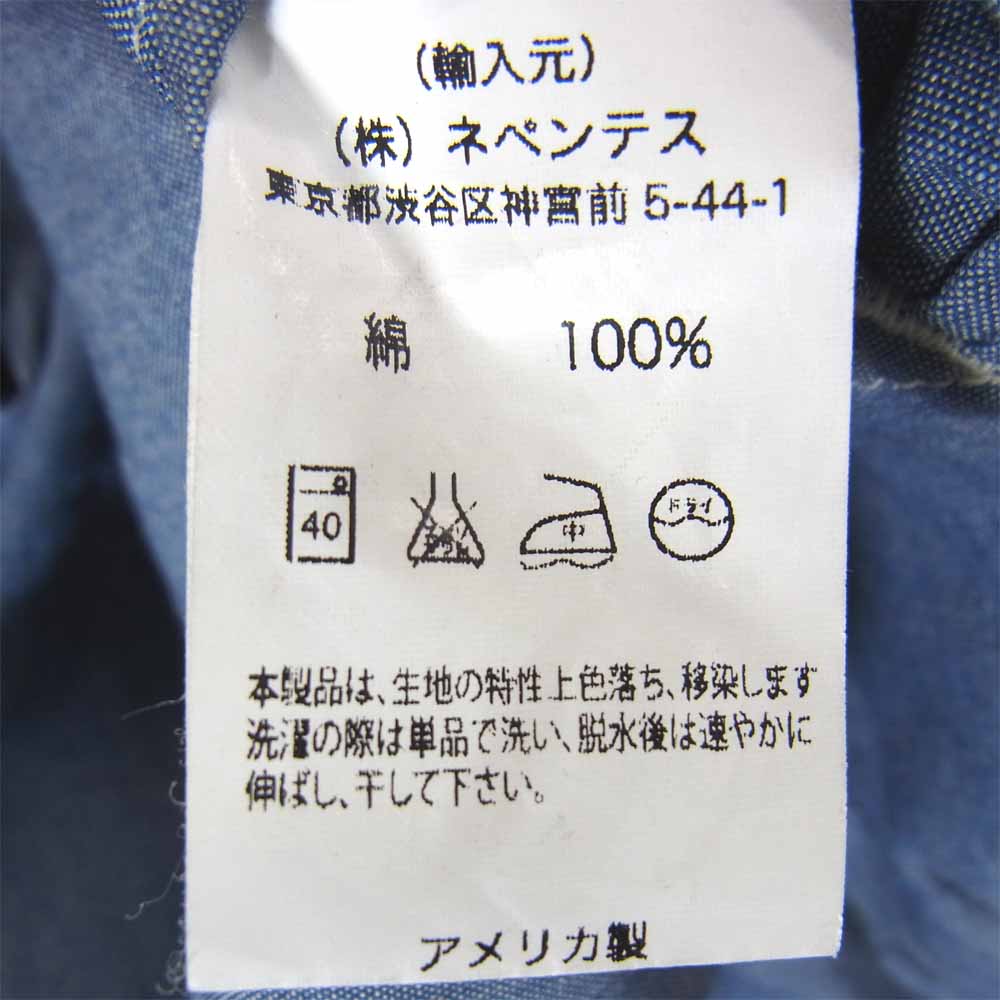 (輸入元)
(株) ネペンテス
東京都渋谷区神宮前 5-44-1
綿 100%
40 中 ドライ
本製品は、生地の特性上色落ち、移染します
洗濯の際は単品で洗い、脱水後は速やかに
伸ばし、干して下さい。
アメリカ製